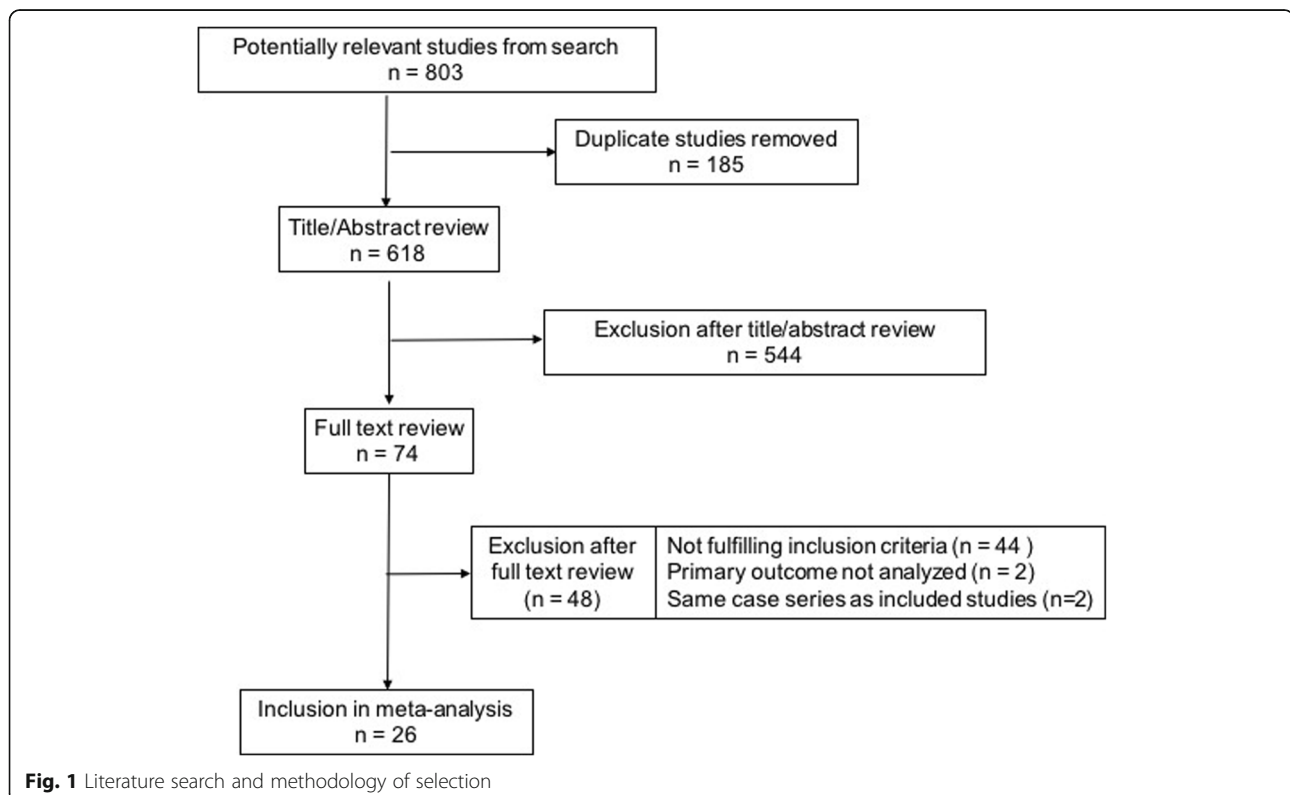 Potentially relevant studies from search
n = 803
Duplicate studies removed
n = 185
Title/Abstract review
n = 618
Exclusion after title/abstract review
n = 544
Full text review
n = 74
Exclusion after
full text review
(n = 48)
Not fulfilling inclusion criteria (n = 44 )
Primary outcome not analyzed (n = 2)
Same case series as included studies (n=2)
Inclusion in meta-analysis
n = 26
Fig. 1 Literature search and methodology of selection